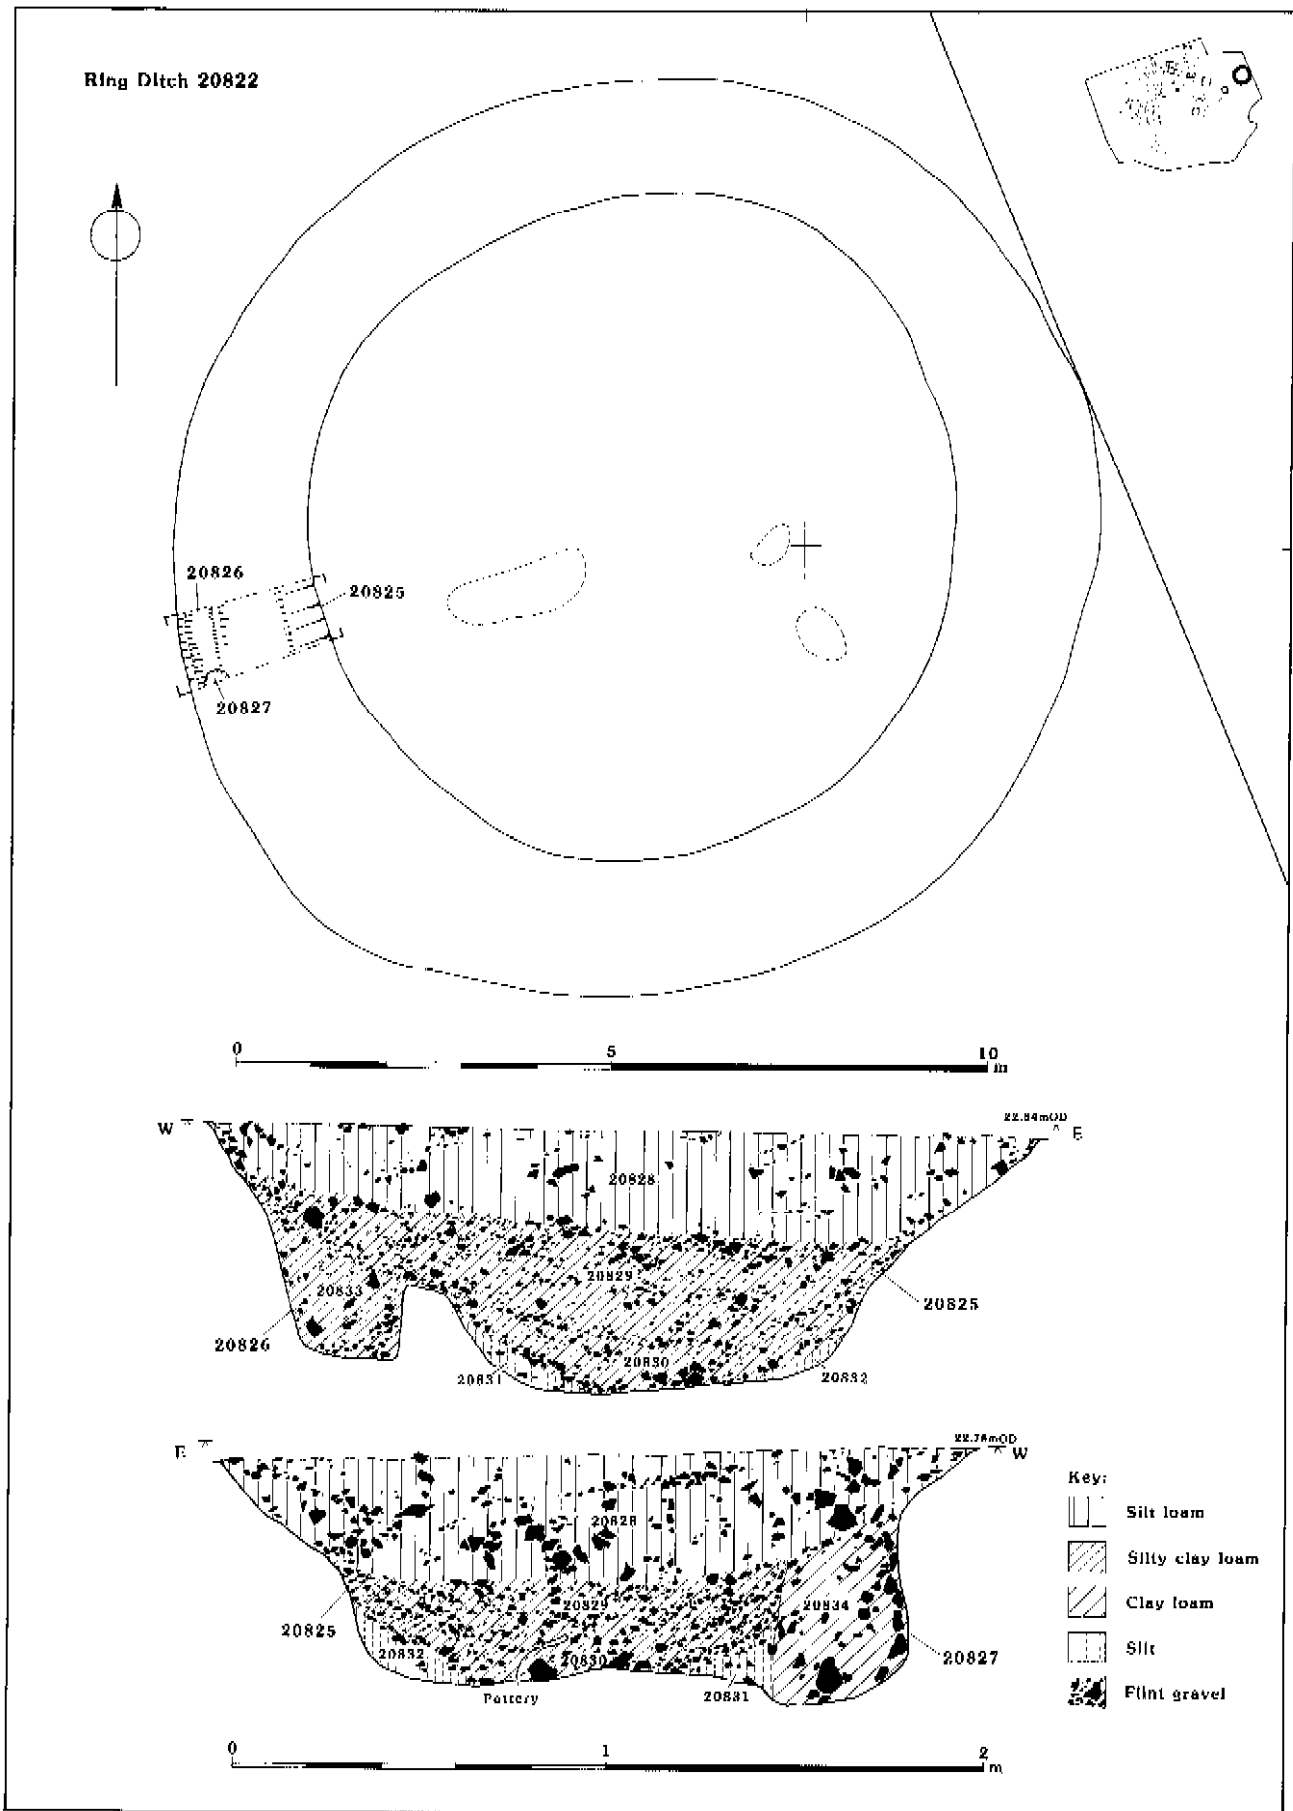 Ring Ditch 20822
20826
20825
20827
0 5 10
m
W 22.84mOD E
20828
20829
20833
20825
20826
20830
20831 20832
E 22.78mOD W
20828
20829 20834
20825
20832 20830 20827
Pottery 20831
Key:
Silt loam
Silty clay loam
Clay loam
Silt
Flint gravel
0 1 2
m